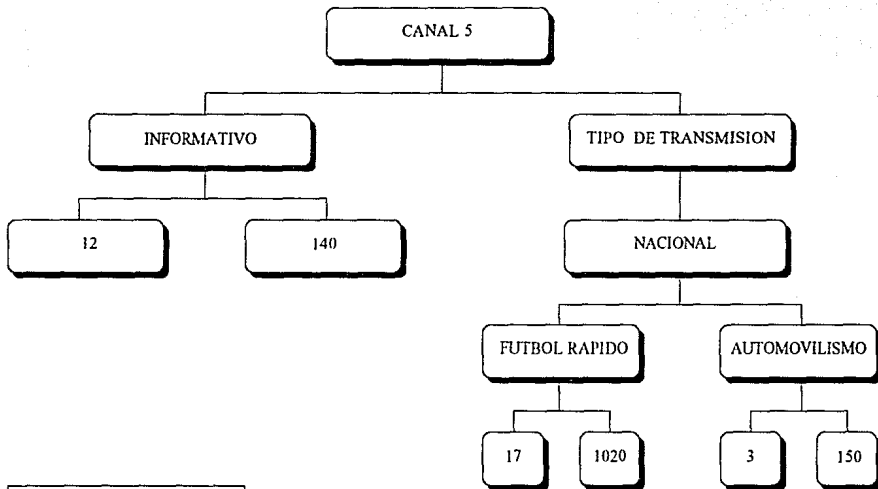 CANAL 5
INFORMATIVO
TIPO DE TRANSMISION
12
140
NACIONAL
FUTBOL RAPIDO
AUTOMOVILISMO
17
1020
3
150